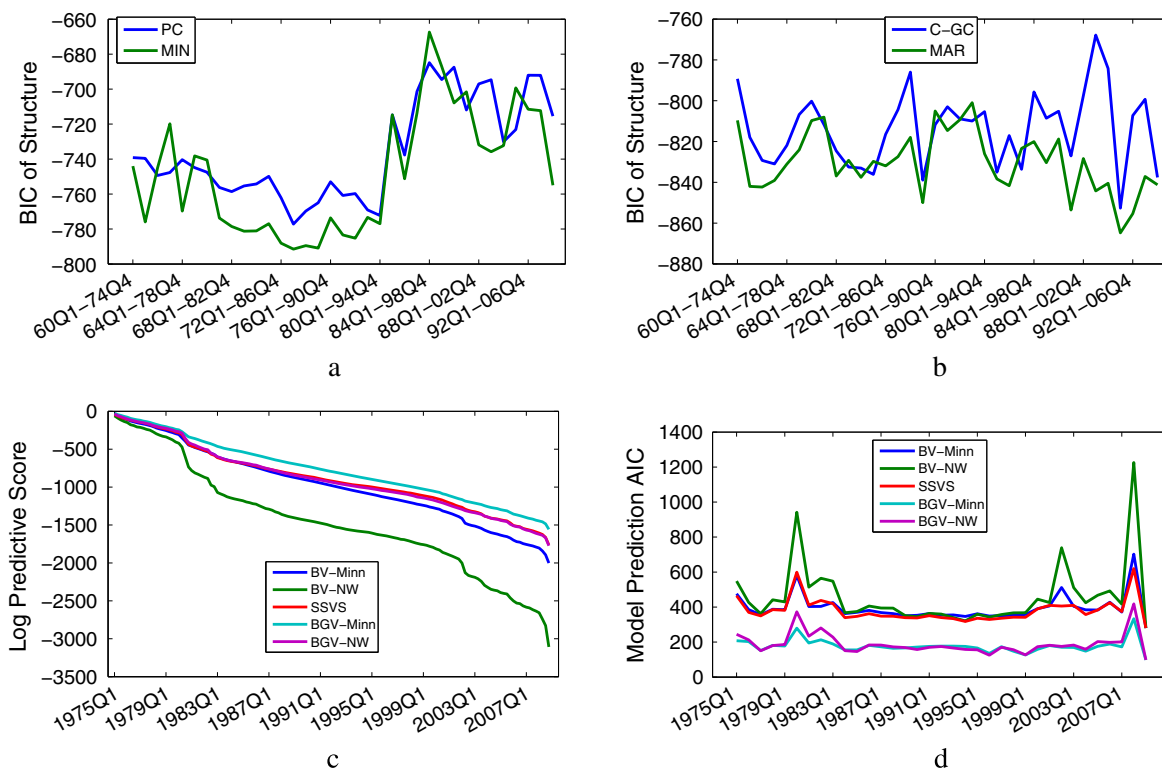 BIC of Structure
−660
−680
−700
−720
−740
−760
−780
−800
PC
MIN
60Q1−74Q4
64Q1−78Q4
68Q1−82Q4
72Q1−86Q4
76Q1−90Q4
80Q1−94Q4
84Q1−98Q4
88Q1−02Q4
92Q1−06Q4
a
BIC of Structure
−760
−780
−800
−820
−840
−860
−880
C−GC
MAR
60Q1−74Q4
64Q1−78Q4
68Q1−82Q4
72Q1−86Q4
76Q1−90Q4
80Q1−94Q4
84Q1−98Q4
88Q1−02Q4
92Q1−06Q4
b
Log Predictive Score
0
−500
−1000
−1500
−2000
−2500
−3000
−3500
BV−Minn
BV−NW
SSVS
BGV−Minn
BGV−NW
1975Q1
1979Q1
1983Q1
1987Q1
1991Q1
1995Q1
1999Q1
2003Q1
2007Q1
c
Model Prediction AIC
1400
1200
1000
800
600
400
200
0
BV−Minn
BV−NW
SSVS
BGV−Minn
BGV−NW
1975Q1
1979Q1
1983Q1
1987Q1
1991Q1
1995Q1
1999Q1
2003Q1
2007Q1
d